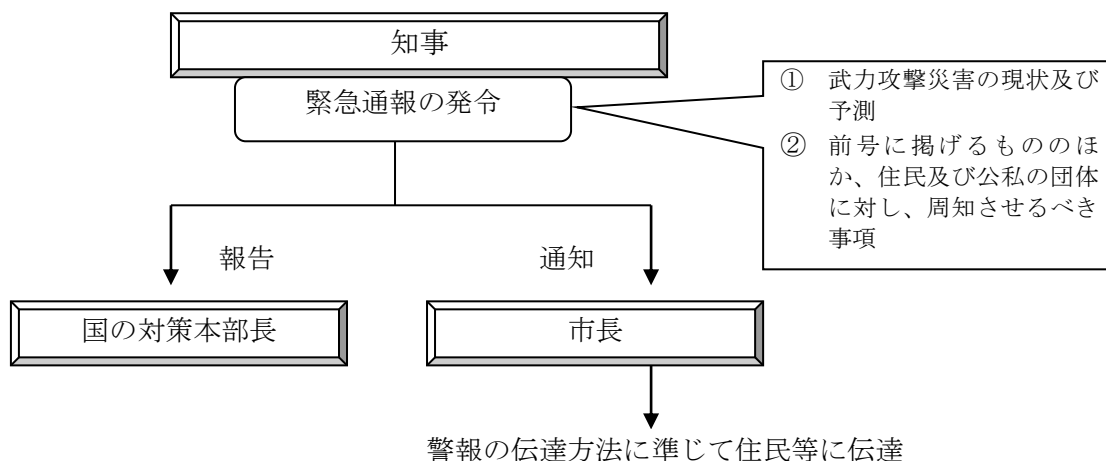 知事
緊急通報の発令
① 武力攻撃災害の現状及び
予測
② 前号に掲げるもののほ
か、住民及び公私の団体
に対し、周知させるべき
事項
報告
通知
国の対策本部長
市長
警報の伝達方法に準じて住民等に伝達